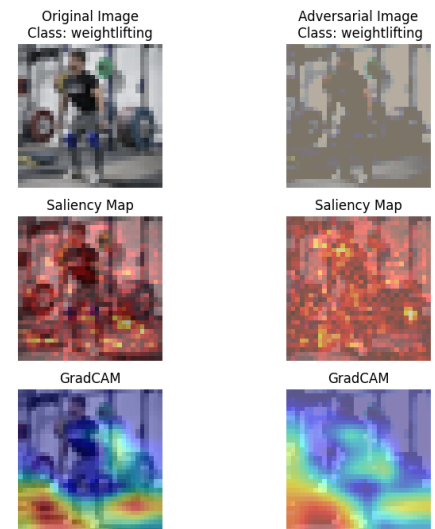 Original Image
Class: weightlifting
Adversarial Image
Class: weightlifting
Saliency Map
Saliency Map
GradCAM
GradCAM